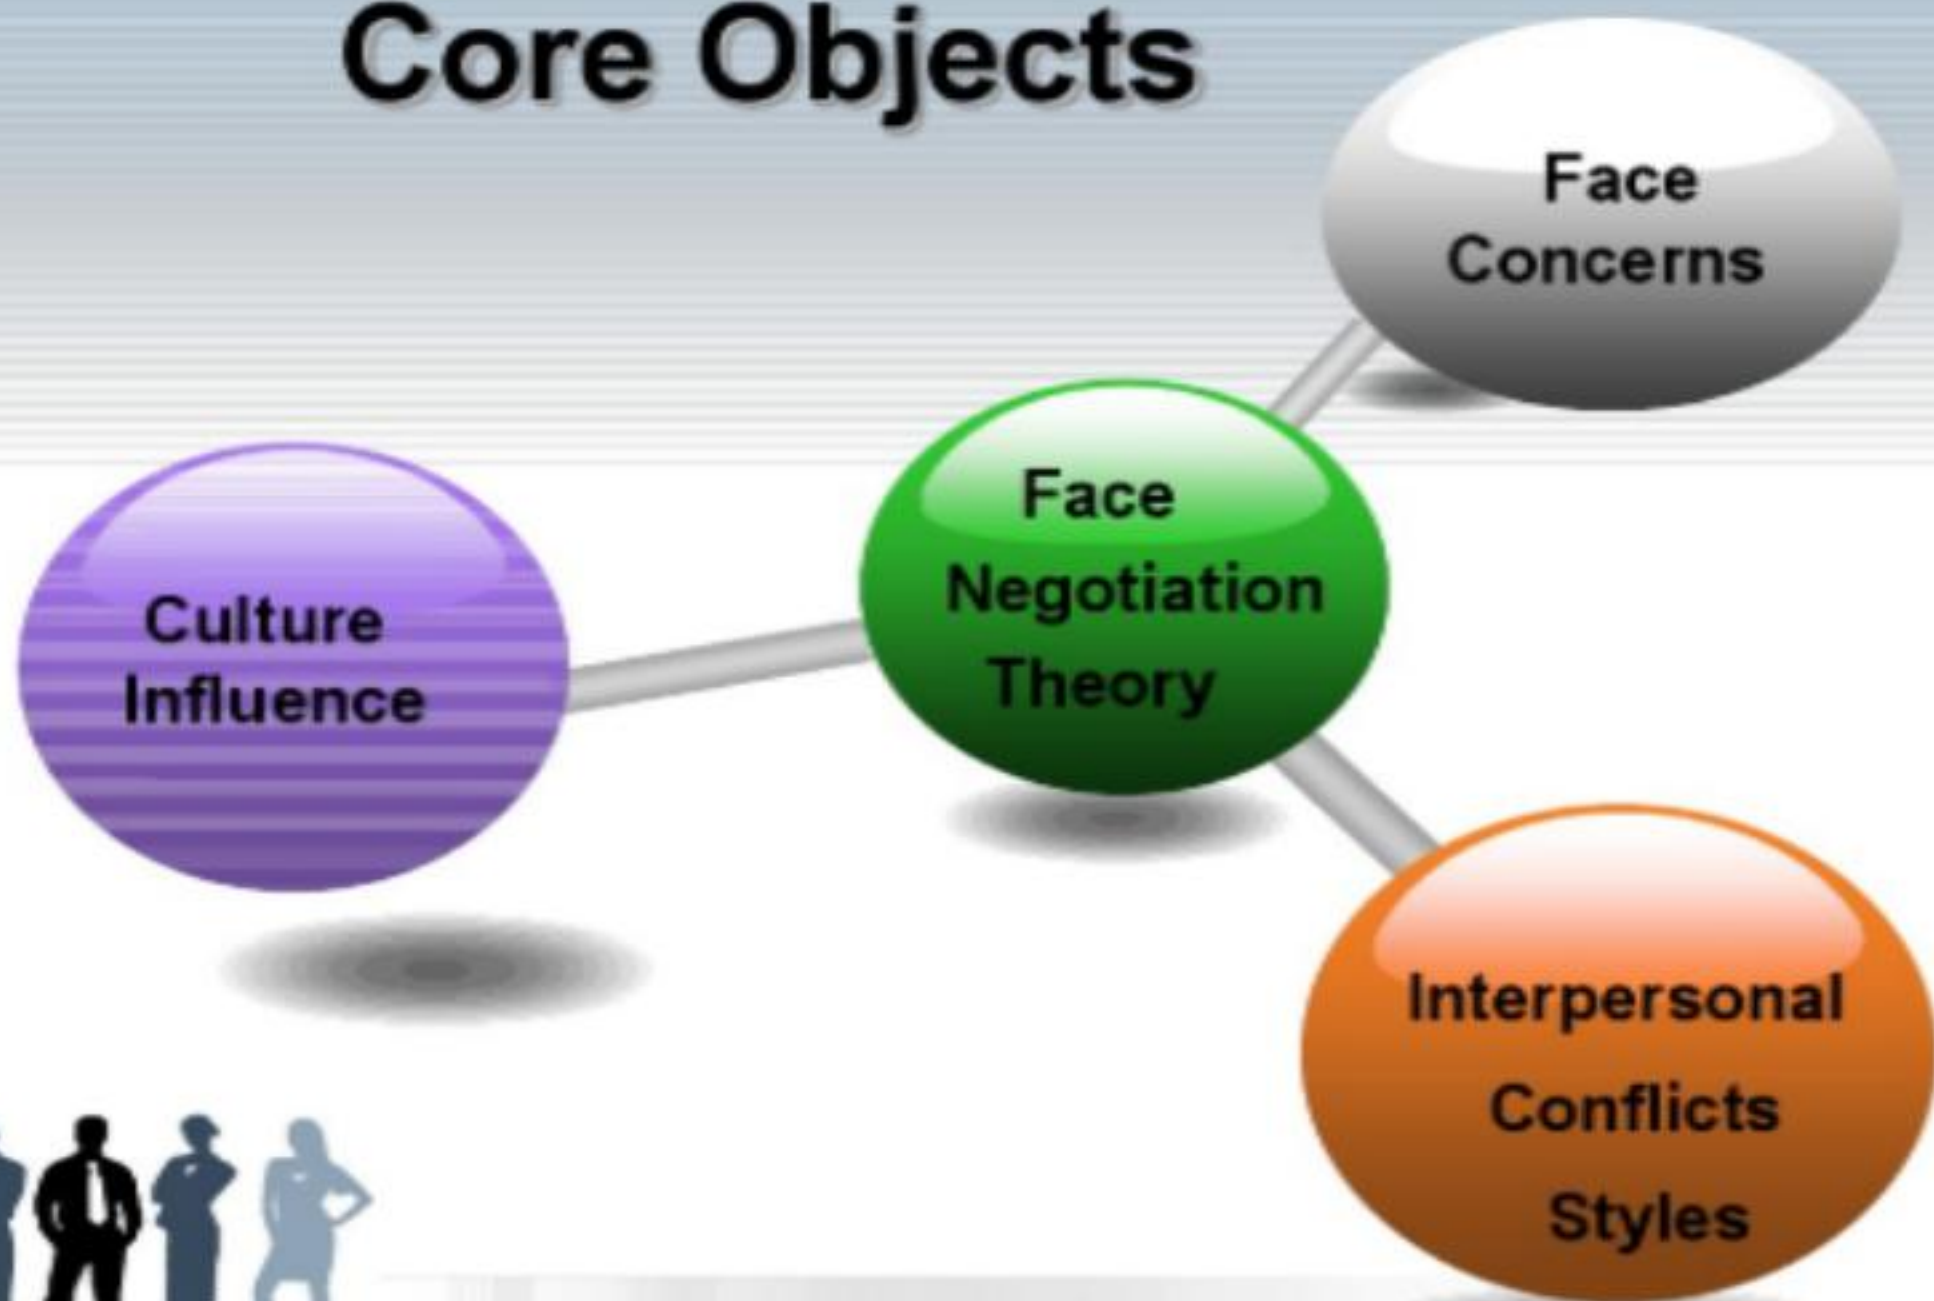 Core Objects
Face
Concerns
Face
Negotiation
Theory
Culture
Influence
Interpersonal
Conflicts
Styles